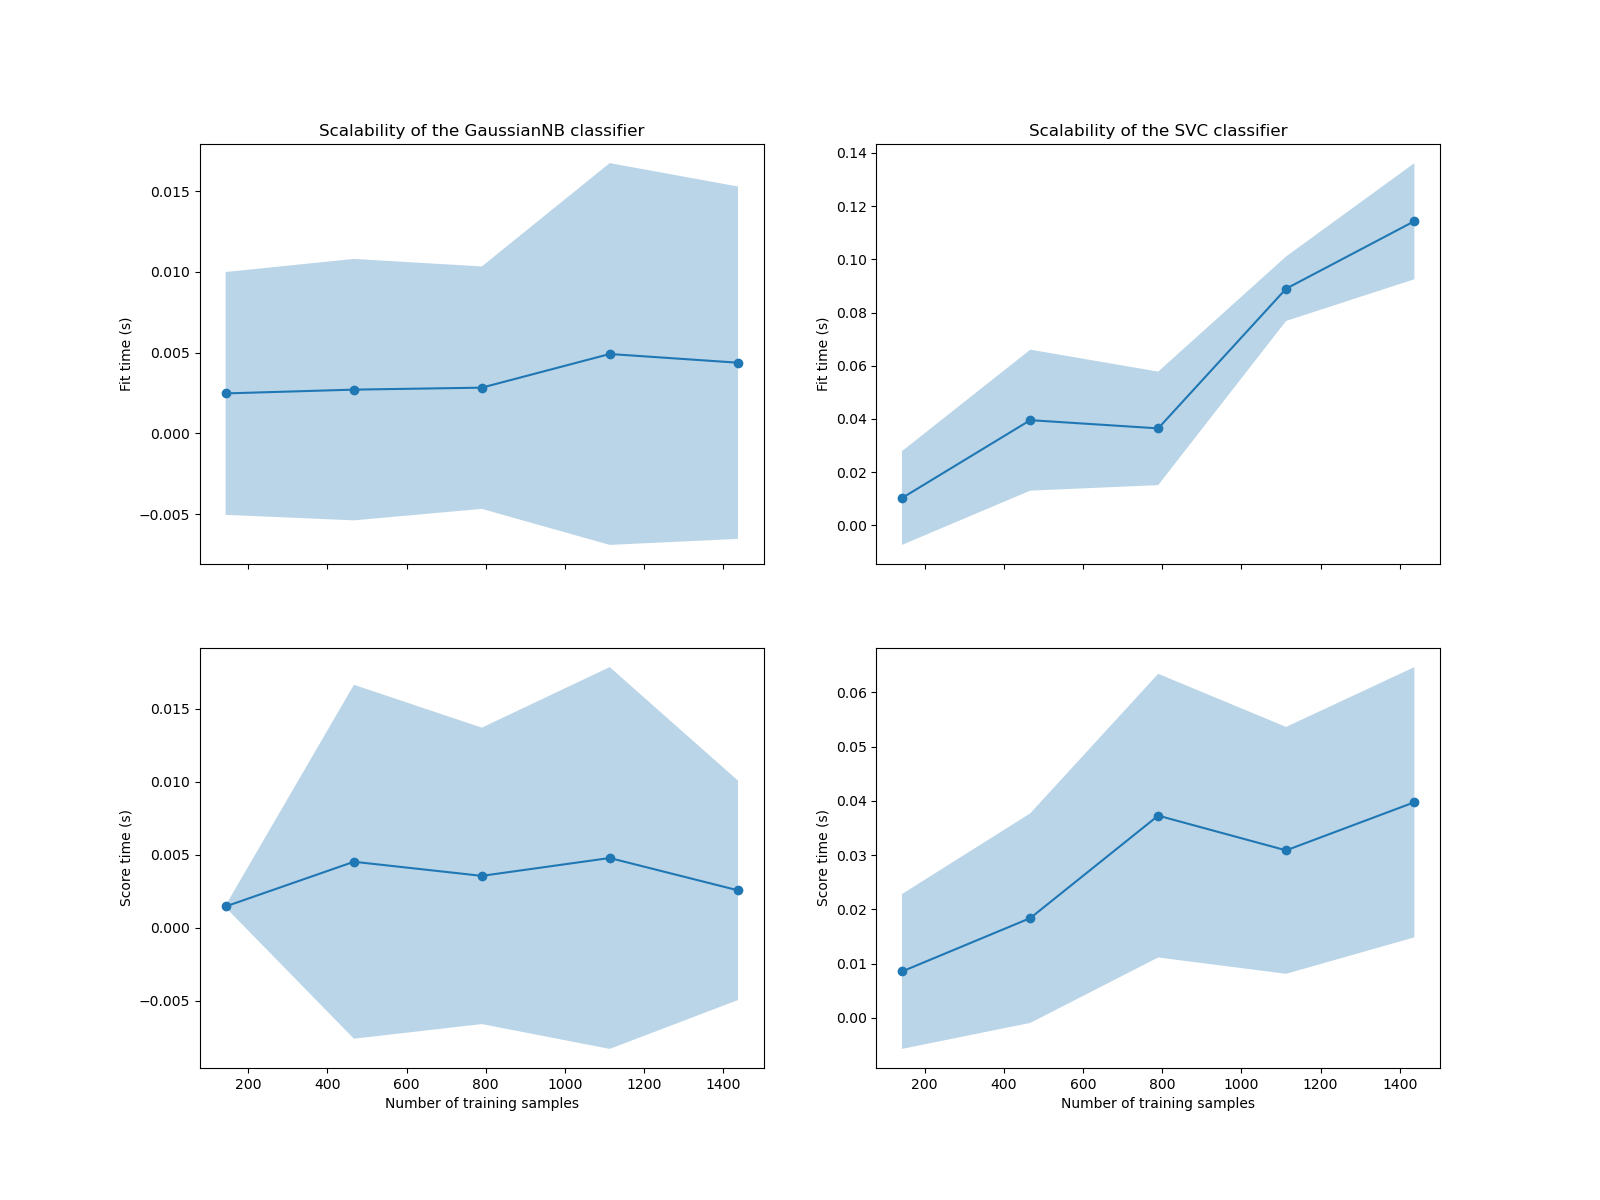 Scalability of the GaussianNB classifier
0.015
0.010
0.005
0.000
−0.005
Fit time (s)
Scalability of the SVC classifier
0.14
0.12
0.10
0.08
0.06
0.04
0.02
0.00
Fit time (s)
0.015
0.010
0.005
0.000
−0.005
Score time (s)
200 400 600 800 1000 1200 1400
Number of training samples
0.06
0.05
0.04
0.03
0.02
0.01
0.00
Score time (s)
200 400 600 800 1000 1200 1400
Number of training samples